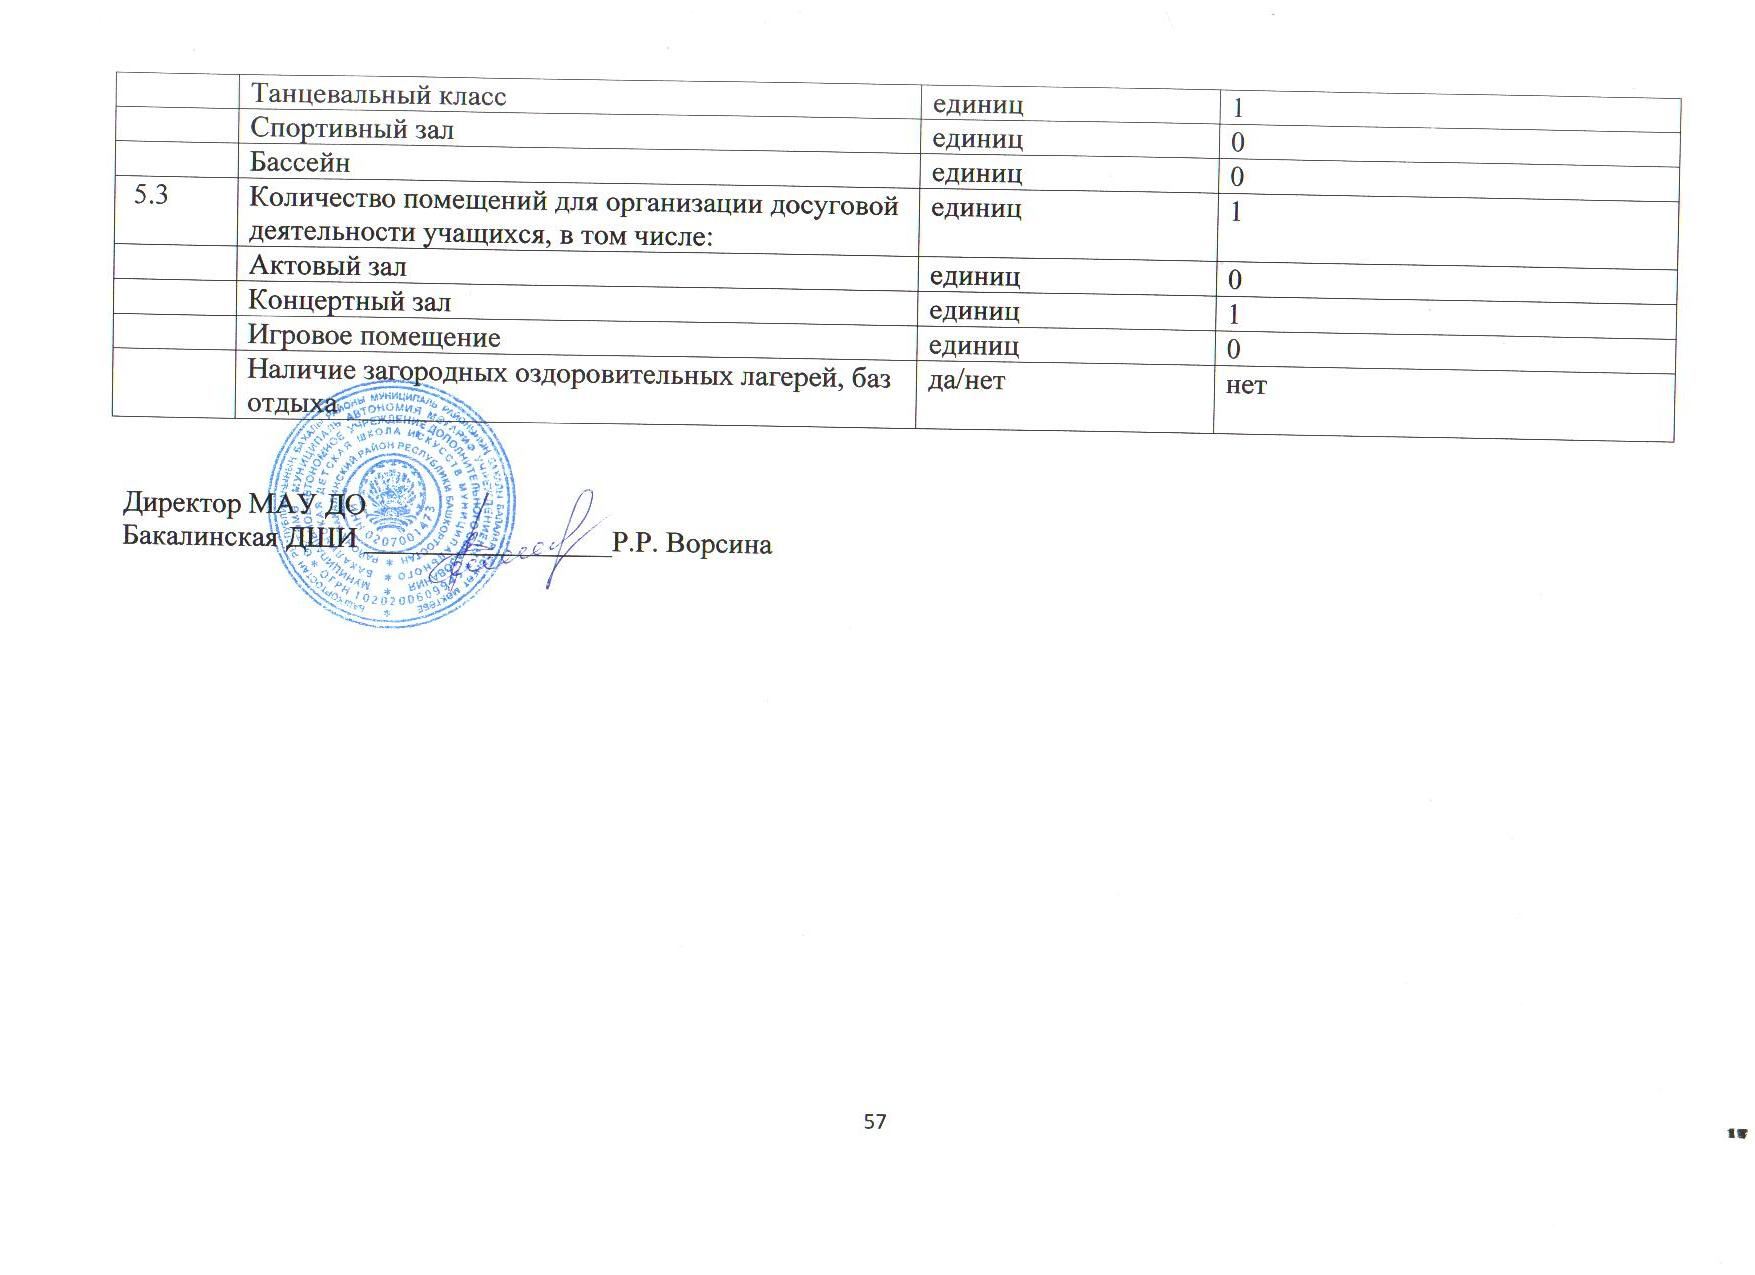 Танцевальный класс единиц 1
Спортивный зал единиц 0
Бассейн единиц 0
5.3 Количество помещений для организации досуговой единиц 1
деятельности учащихся, в том числе:
Актовый зал единиц 0
Концертный зал единиц 1
Игровое помещение единиц 0
Наличие загородных оздоровительных лагерей, баз да/нет нет
отдыха
Директор МАУ ДО
Бакалинская ДШИ Р.Р. Ворсина
ИНН 0207001473
57